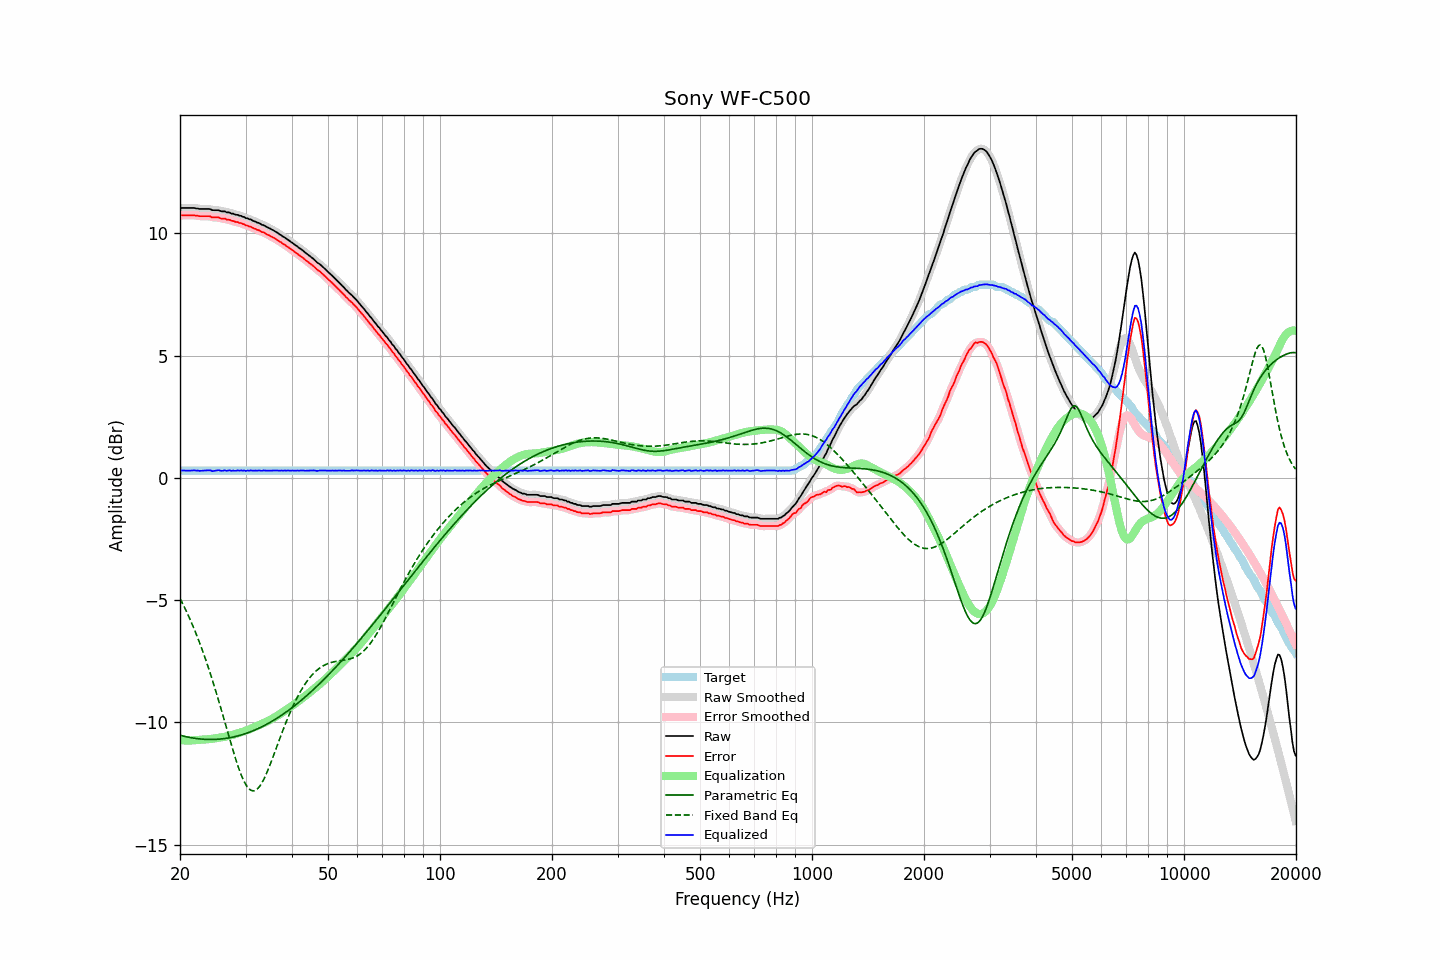 Sony WF-C500
Amplitude (dBr)
10
5
0
−5
−10
−15
20
50
100
200
500
1000
2000
5000
10000
20000
Frequency (Hz)
Target
Raw Smoothed
Error Smoothed
Raw
Error
Equalization
Parametric Eq
Fixed Band Eq
Equalized